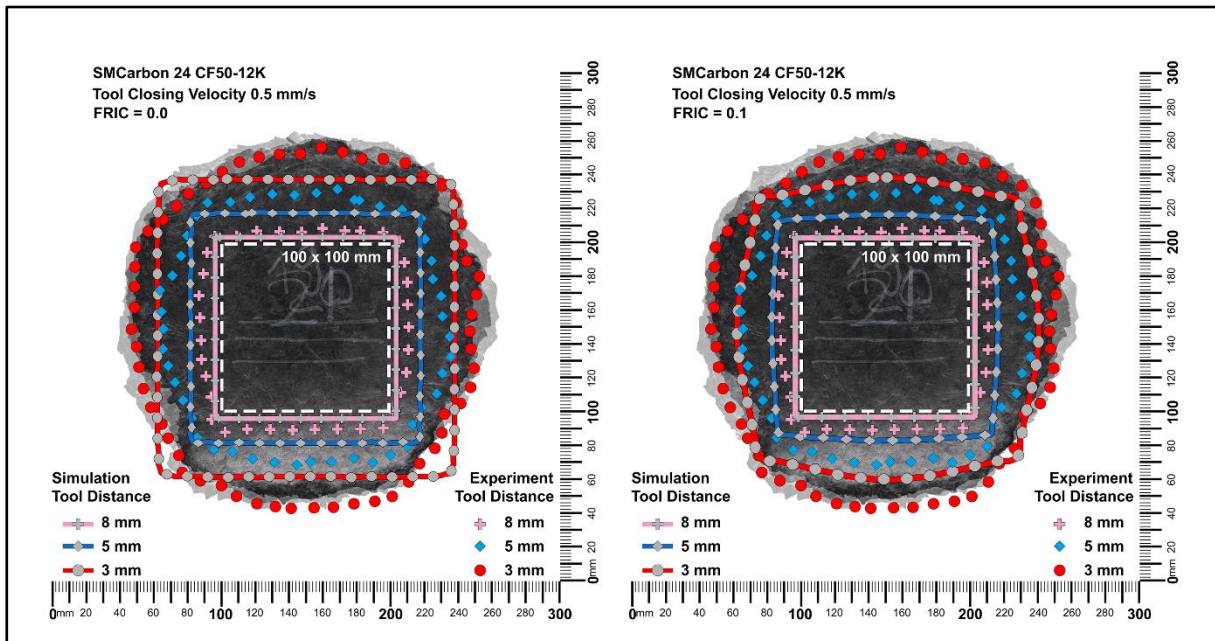 SMCarbon 24 CF50-12K
Tool Closing Velocity 0.5 mm/s
FRIC = 0.0
100 x 100 mm
Simulation
Tool Distance
8 mm
5 mm
3 mm
Experiment
Tool Distance
8 mm
5 mm
3 mm
300
280
260
240
220
200
180
160
140
120
100
80
60
40
20
0mm
0mm 20 40 60 80 100 120 140 160 180 200 220 240 260 280 300
SMCarbon 24 CF50-12K
Tool Closing Velocity 0.5 mm/s
FRIC = 0.1
100 x 100 mm
Simulation
Tool Distance
8 mm
5 mm
3 mm
Experiment
Tool Distance
8 mm
5 mm
3 mm
300
280
260
240
220
200
180
160
140
120
100
80
60
40
20
0mm
0mm 20 40 60 80 100 120 140 160 180 200 220 240 260 280 300